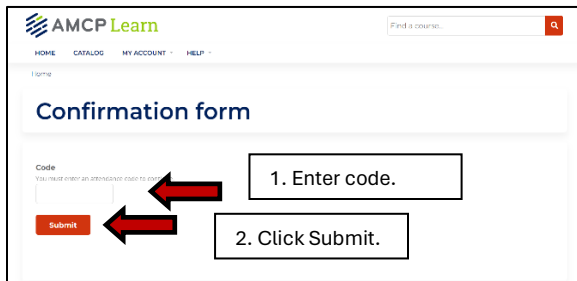 AMCP Learn
Find a course...
HOME CATALOG MY ACCOUNT HELP
Home
Confirmation form
Code
You must enter an attendance code to
1. Enter code.
Submit
2. Click Submit.